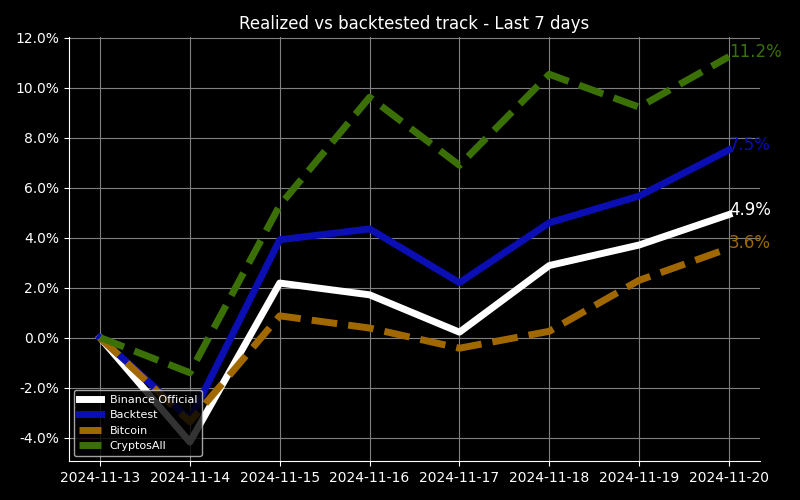 Realized vs backtested track - Last 7 days
12.0%
10.0%
8.0%
6.0%
4.0%
2.0%
0.0%
-2.0%
-4.0%
11.2%
7.5%
4.9%
3.6%
Binance Official
Backtest
Bitcoin
CryptosAll
2024-11-13 2024-11-14 2024-11-15 2024-11-16 2024-11-17 2024-11-18 2024-11-19 2024-11-20